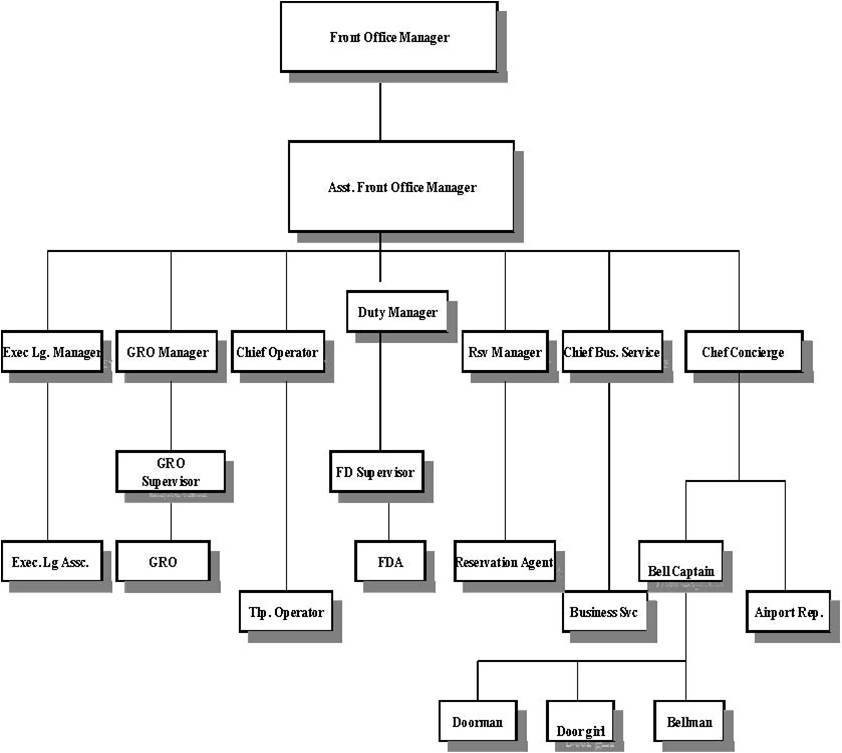 Front Office Manager
Asst. Front Office Manager
Duty Manager
Exec Lg. Manager
GRO Manager
Chief Operator
Rsv Manager
Chief Bus. Service
Chef Concierge
GRO
Supervisor
FD Supervisor
Exec. Lg Assc.
GRO
FDA
Reservation Agent
Bell Captain
Tlp. Operator
Business Svc
Airport Rep.
Doorman
Door girl
Bellman